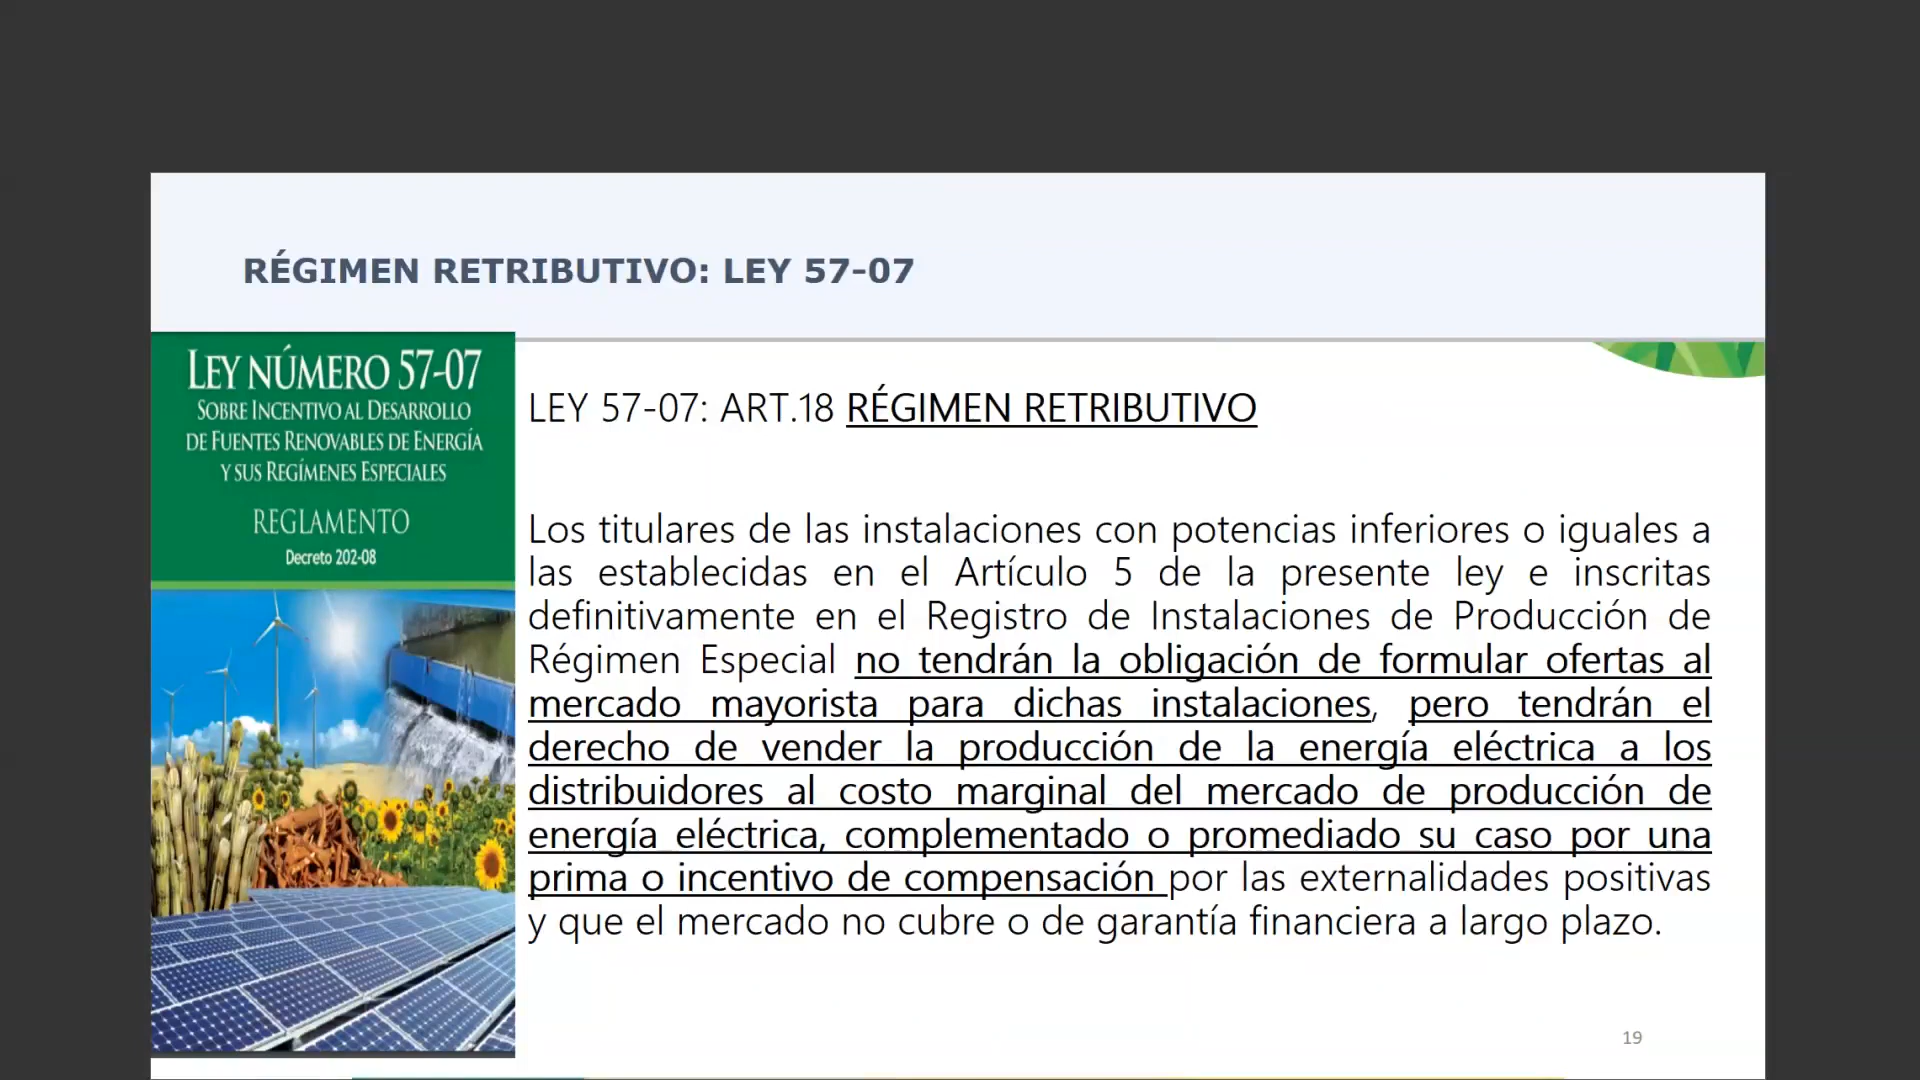 RÉGIMEN RETRIBUTIVO: LEY 57-07
LEY NÚMERO 57-07
SOBRE INCENTIVO AL DESARROLLO
DE FUENTES RENOVABLES DE ENERGÍA
Y SUS REGÍMENES ESPECIALES
REGLAMENTO
Decreto 202-08
LEY 57-07: ART.18 RÉGIMEN RETRIBUTIVO
Los titulares de las instalaciones con potencias inferiores o iguales a
las establecidas en el Artículo 5 de la presente ley e inscritas
definitivamente en el Registro de Instalaciones de Producción de
Régimen Especial no tendrán la obligación de formular ofertas al
mercado mayorista para dichas instalaciones, pero tendrán el
derecho de vender la producción de la energía eléctrica a los
distribuidores al costo marginal del mercado de producción de
energía eléctrica, complementado o promediado su caso por una
prima o incentivo de compensación por las externalidades positivas
y que el mercado no cubre o de garantía financiera a largo plazo.
19